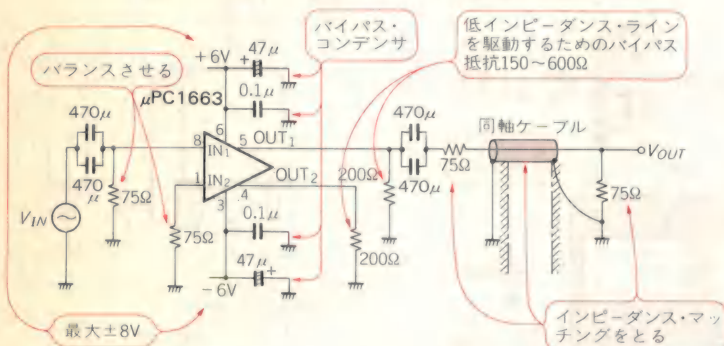 +6V
47μ
+
0.1μ
バイパス・
コンデンサ
低インピーダンス・ライン
を駆動するためのバイパス
抵抗150〜600Ω
バランスさせる
μPC1663
470μ
470
μ
75Ω
VIN
8
IN1
1
IN2
6
5
OUT1
OUT2
4
3
75Ω
200Ω
200Ω
470μ
470μ
75Ω
同軸ケーブル
VOUT
75Ω
0.1μ
47μ
+
-6V
最大±8V
インピーダンス・マッ
チングをとる